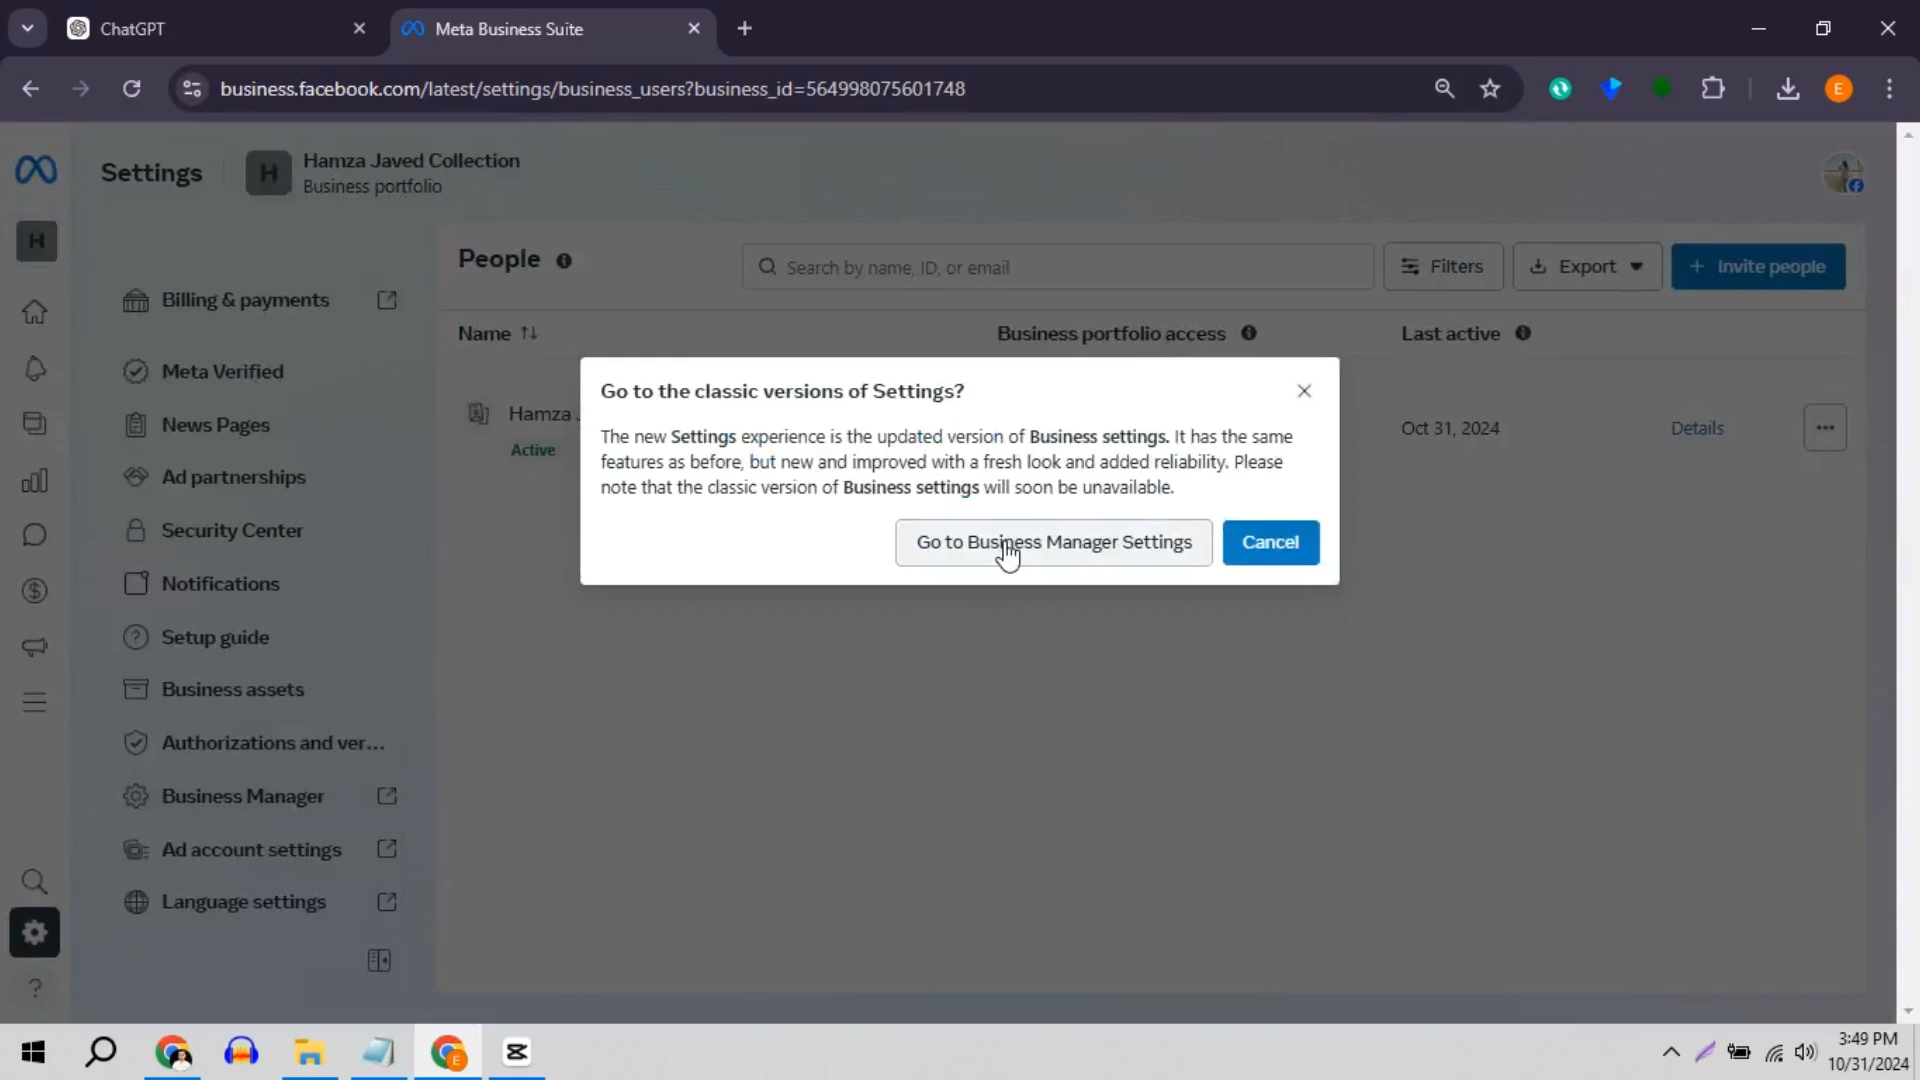 ChatGPT
Meta Business Suite
business.facebook.com/latest/settings/business_users?business_id=564998075601748
E
Settings
H
Hamza Javed Collection
Business portfolio
H
Billing & payments
Meta Verified
News Pages
Ad partnerships
Security Center
Notifications
Setup guide
Business assets
Authorizations and ver...
Business Manager
Ad account settings
Language settings
People
Search by name, ID, or email
Filters
Export
+ Invite people
Name
Business portfolio access
Last active
Hamza
Active
Oct 31, 2024
Details
Go to the classic versions of Settings?
The new Settings experience is the updated version of Business settings. It has the same
features as before, but new and improved with a fresh look and added reliability. Please
note that the classic version of Business settings will soon be unavailable.
Go to Business Manager Settings
Cancel
E
3:49 PM
10/31/2024